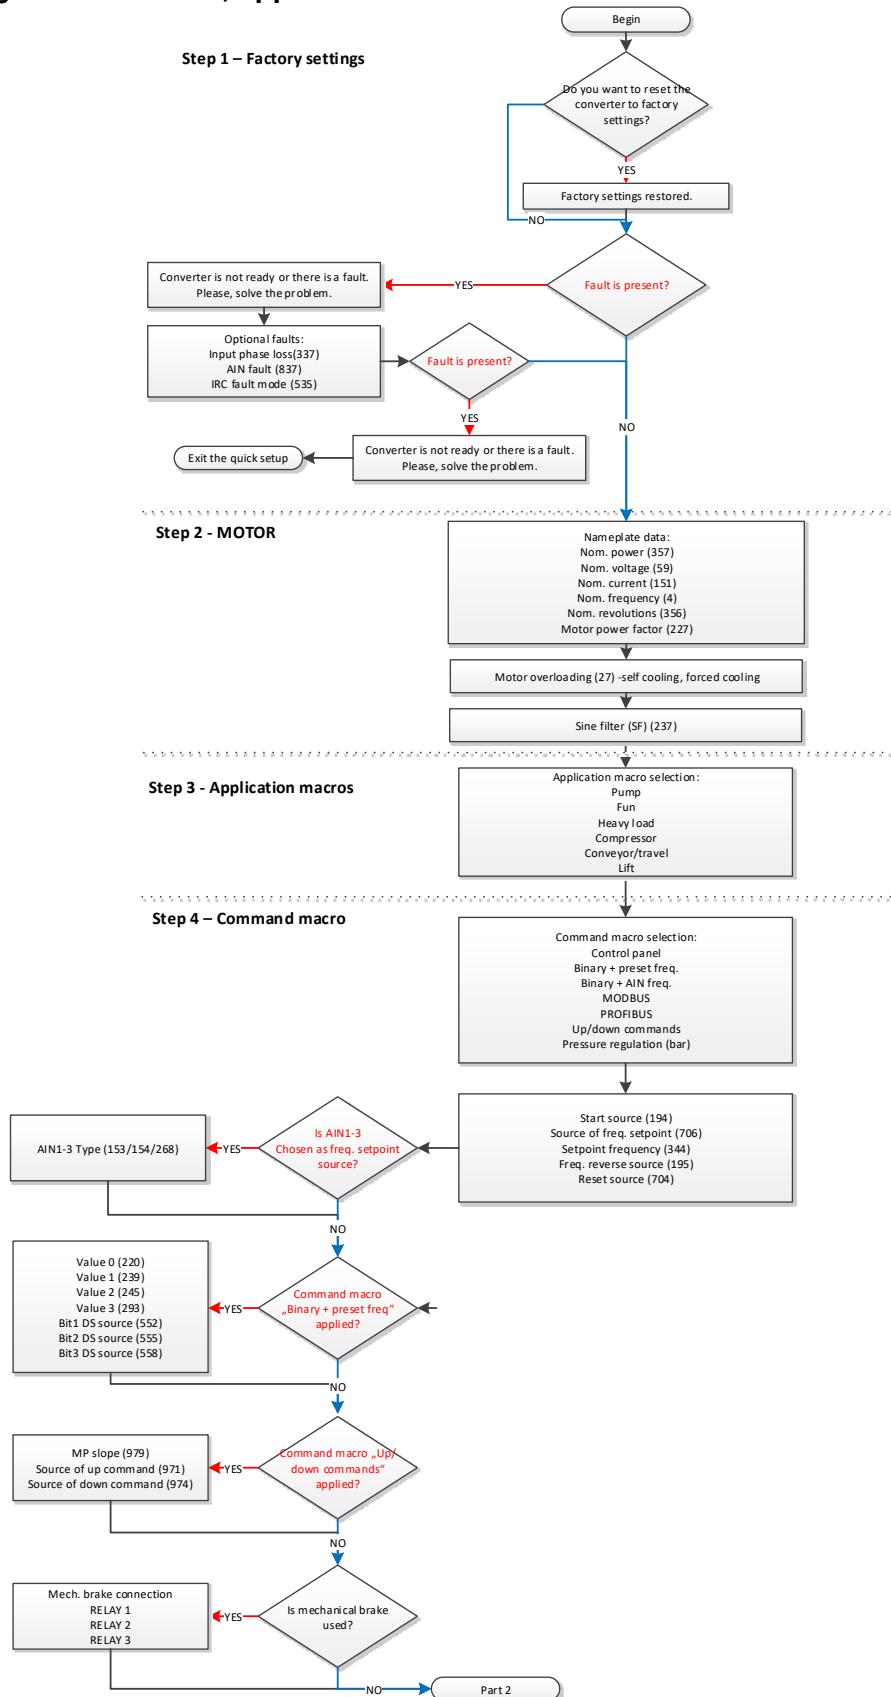 Begin
Step 1 – Factory settings
Do you want to reset the
converter to factory
settings?
YES
Factory settings restored.
NO
Converter is not ready or there is a fault.
Please, solve the problem.
YES
Fault is present?
Optional faults:
Input phase loss(337)
AIN fault (837)
IRC fault mode (535)
Fault is present?
YES
NO
Exit the quick setup
Converter is not ready or there is a fault.
Please, solve the problem.
Step 2 - MOTOR
Nameplate data:
Nom. power (357)
Nom. voltage (59)
Nom. current (151)
Nom. frequency (4)
Nom. revolutions (356)
Motor power factor (227)
Motor overloading (27) -self cooling, forced cooling
Sine filter (SF) (237)
Step 3 - Application macros
Application macro selection:
Pump
Fun
Heavy load
Compressor
Conveyor/travel
Lift
Step 4 – Command macro
Command macro selection:
Control panel
Binary + preset freq.
Binary + AIN freq.
MODBUS
PROFIBUS
Up/down commands
Pressure regulation (bar)
Start source (194)
Source of freq. setpoint (706)
Setpoint frequency (344)
Freq. reverse source (195)
Reset source (704)
Is AIN1-3
Chosen as freq. setpoint
source?
YES
AIN1-3 Type (153/154/268)
NO
Value 0 (220)
Value 1 (239)
Value 2 (245)
Value 3 (293)
Bit1 DS source (552)
Bit2 DS source (555)
Bit3 DS source (558)
YES
Command macro
„Binary + preset freq“
applied?
NO
MP slope (979)
Source of up command (971)
Source of down command (974)
YES
Command macro „Up/
down commands“
applied?
NO
Mech. brake connection
RELAY 1
RELAY 2
RELAY 3
YES
Is mechanical brake
used?
NO
Part 2